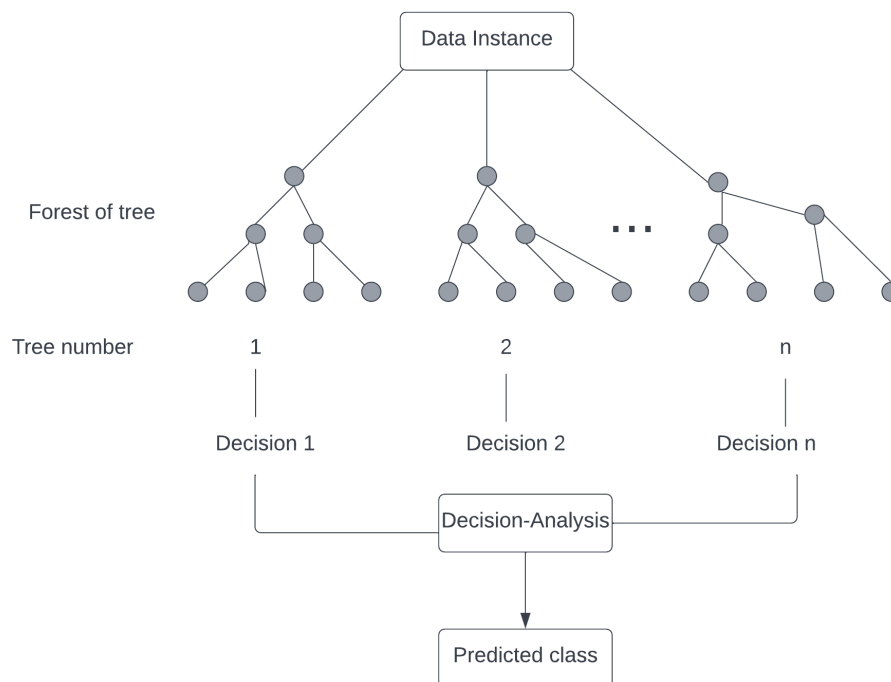 Data Instance
Forest of tree
...
Tree number
1
2
n
Decision 1
Decision 2
Decision n
Decision-Analysis
Predicted class